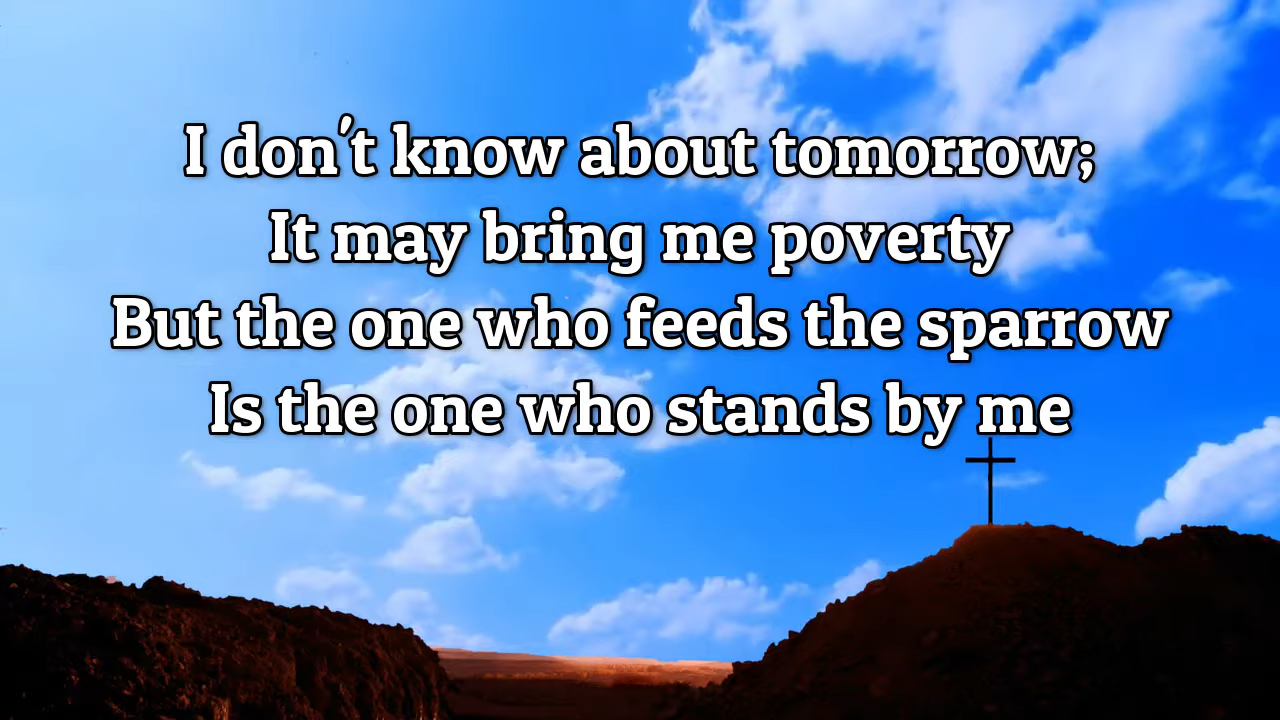 I don't know about tomorrow;
It may bring me poverty
But the one who feeds the sparrow
Is the one who stands by me